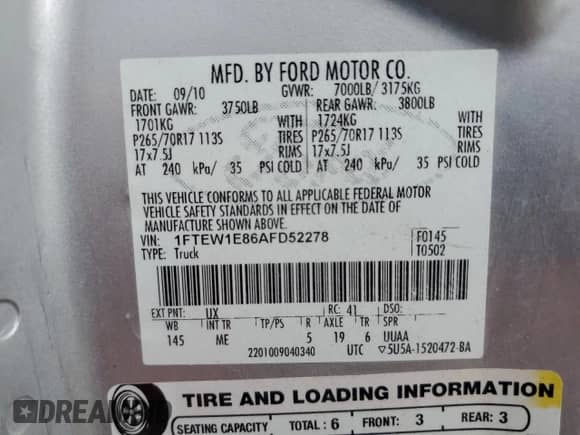 MFD. BY FORD MOTOR CO.
DATE: 09/10 GVWR: 7000LB/ 3175KG
FRONT GAWR: 3750LB REAR GAWR: 3800LB
1701KG WITH 1724KG WITH
P265/70R17 113S TIRES P265/70R17 113S TIRES
17x7.5J RIMS 17x7.5J RIMS
AT 240 kPa/ 35 PSI COLD AT 240 kPa/ 35 PSI COLD
THIS VEHICLE CONFORMS TO ALL APPLICABLE FEDERAL MOTOR
VEHICLE SAFETY STANDARDS IN EFFECT ON THE DATE OF
MANUFACTURE SHOWN ABOVE.
VIN: 1FTEW1E86AFD52278 F0145
TYPE: Truck T0502
EXT PNT: UX RC: 41 DSO:
WB INT TR TP/PS R AXLE TR SPR
145 ME 5 19 6 UUAA
2201009040340 UTC ▽5U5A-1520472-BA
TIRE AND LOADING INFORMATION
SEATING CAPACITY TOTAL: 6 FRONT: 3 REAR: 3